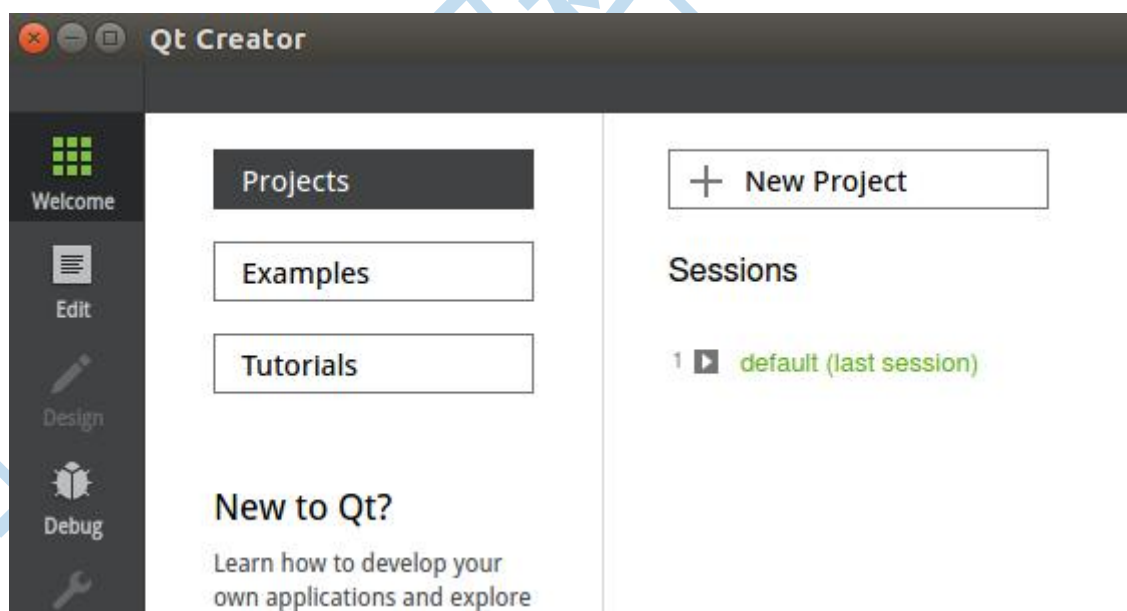 Qt Creator
Welcome
Edit
Design
Debug
Projects
Examples
Tutorials
New to Qt?
Learn how to develop your
own applications and explore
New Project
Sessions
1 default (last session)